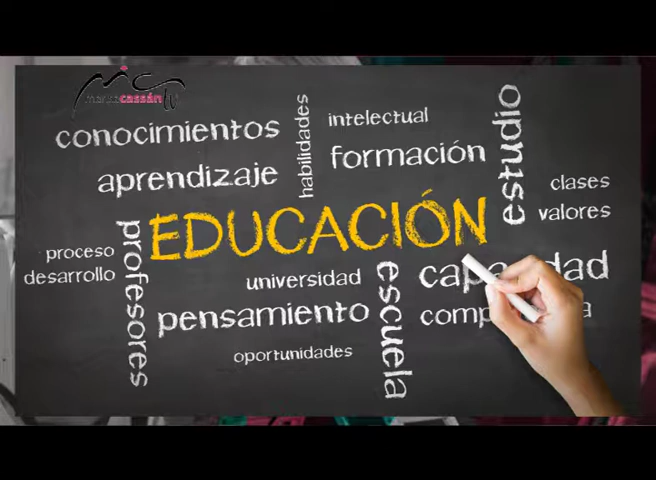 conocimientos
habilidades
intelectual
estudio
aprendizaje
formación
clases
valores
profesores
EDUCACIÓN
proceso
desarrollo
universidad
escuela
pensamiento
oportunidades